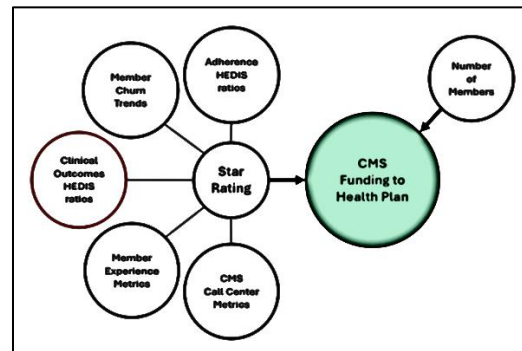 Member
Churn
Trends
Adherence
HEDIS
ratios
Number
of
Members
Clinical
Outcomes
HEDIS
ratios
Star
Rating
CMS
Funding to
Health Plan
Member
Experience
Metrics
CMS
Call Center
Metrics